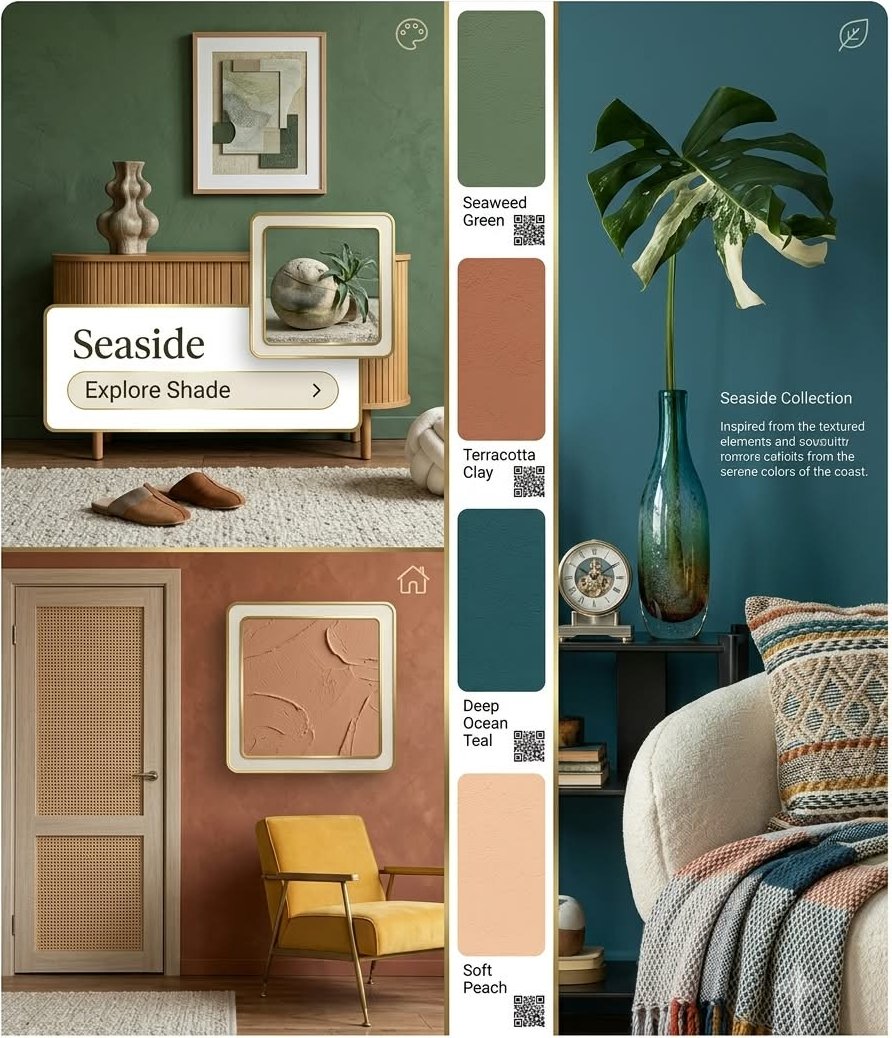 Seaside
Explore Shade
Seaweed
Green
Terracotta
Clay
Deep
Ocean
Teal
Soft
Peach
Seaside Collection
Inspired from the textured
elements and
from the
serene colors of the coast.